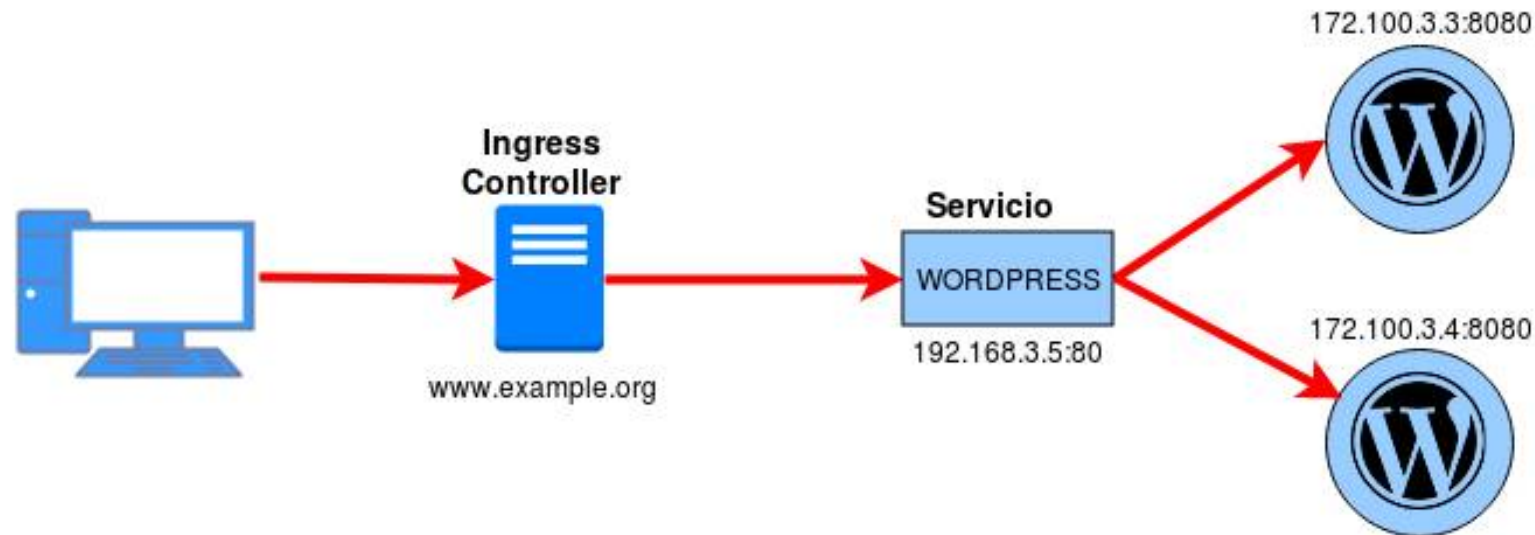 172.100.3.3:8080
Ingress
Controller
Servicio
WORDPRESS
192.168.3.5:80
www.example.org
172.100.3.4:8080